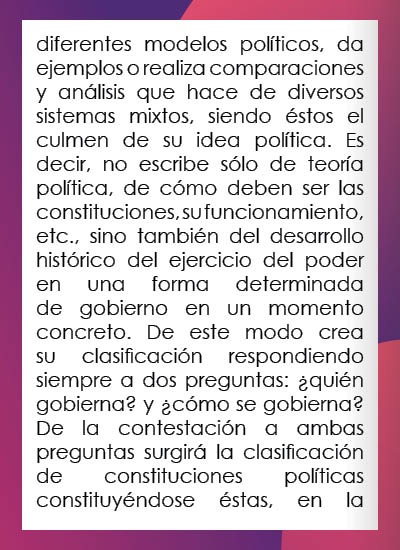 diferentes modelos políticos, da
ejemplos o realiza comparaciones
y análisis que hace de diversos
sistemas mixtos, siendo éstos el
culmen de su idea política. Es
decir, no escribe sólo de teoría
política, de cómo deben ser las
constituciones, su funcionamiento,
etc., sino también del desarrollo
histórico del ejercicio del poder
en una forma determinada
de gobierno en un momento
concreto. De este modo crea
su clasificación respondiendo
siempre a dos preguntas: ¿quién
gobierna? y ¿cómo se gobierna?
De la contestación a ambas
preguntas surgirá la clasificación
de constituciones políticas
constituyéndose éstas, en la